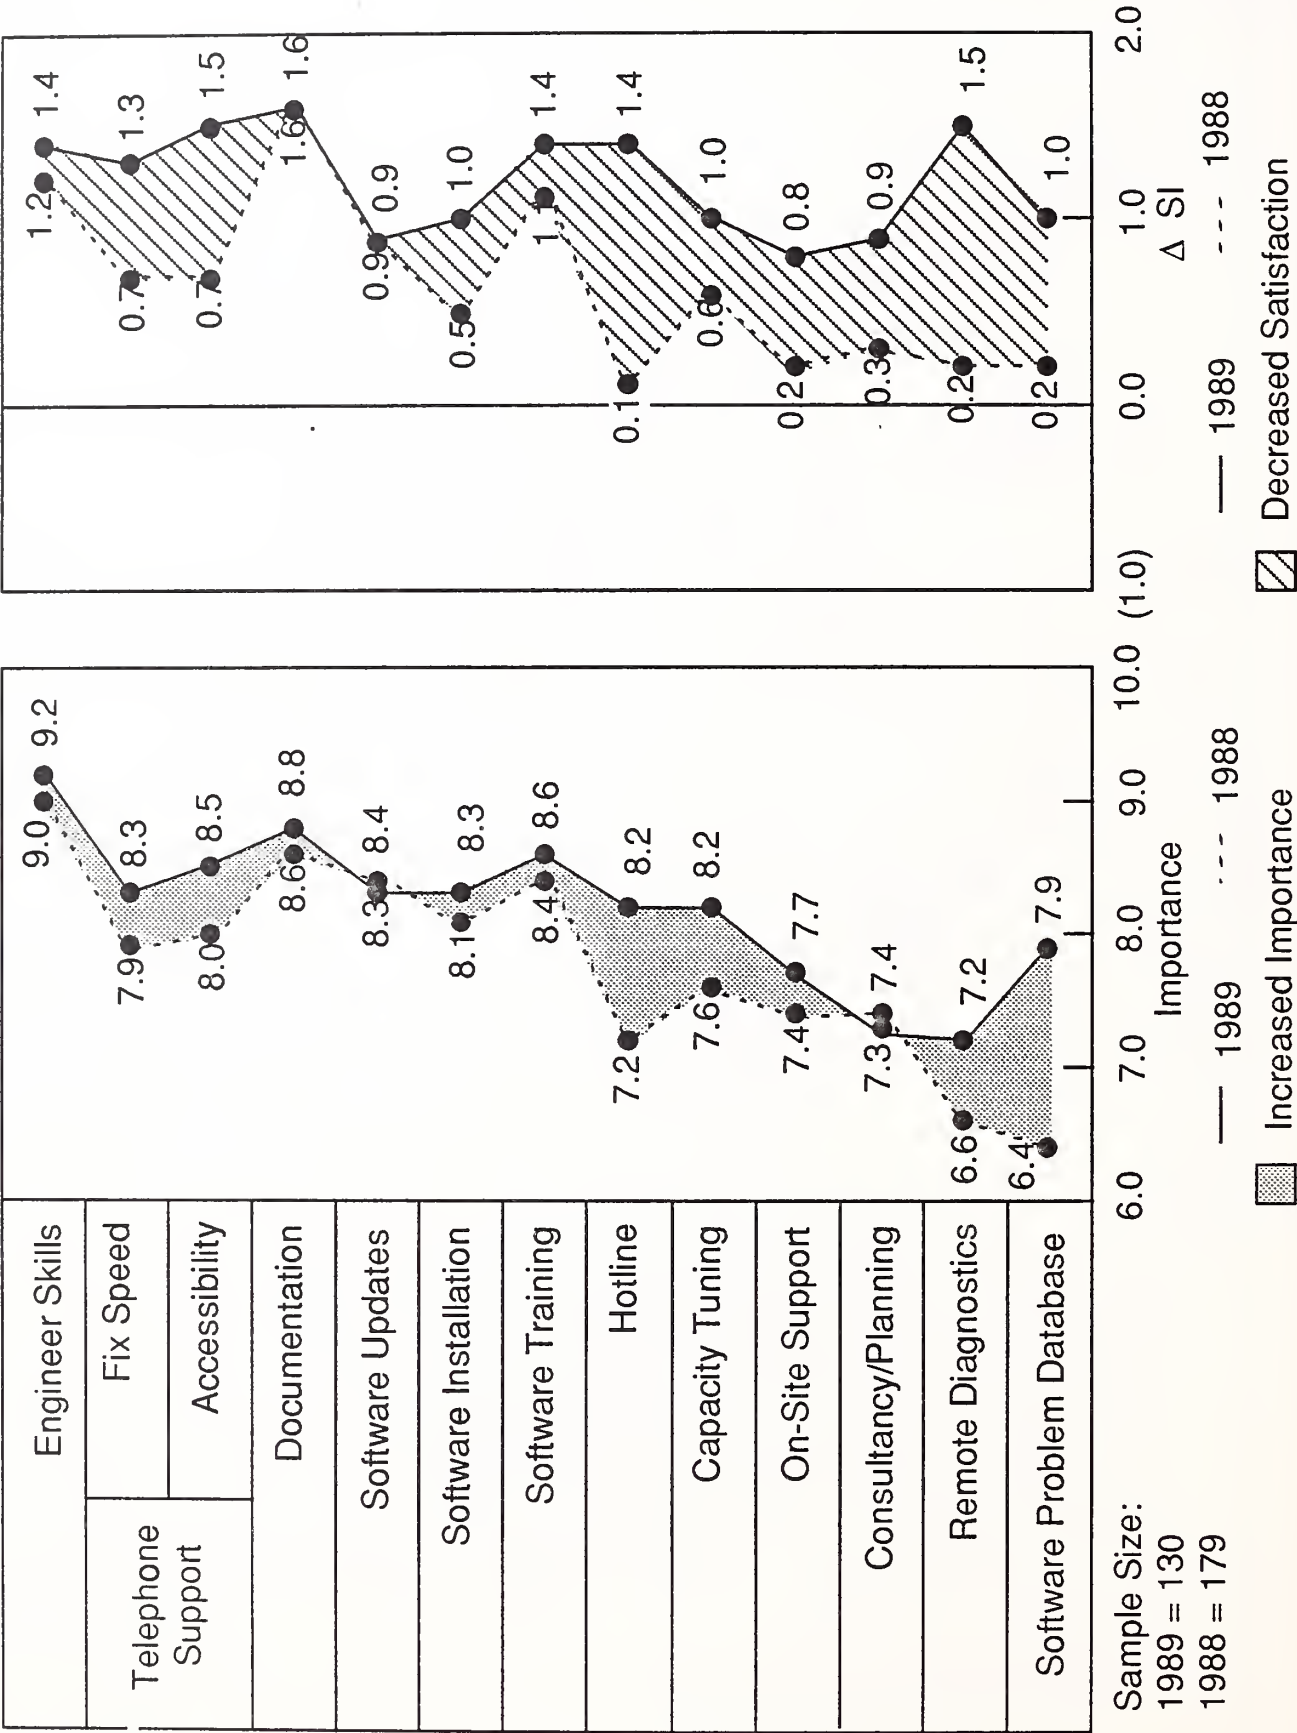 Engineer Skills
9.0 9.2
1.2 1.4
Telephone
Support
Fix Speed
7.9 8.3
0.7 1.3
Accessibility
8.0 8.5
0.7 1.5
Documentation
8.6 8.8
1.6 1.6
Software Updates
8.3 8.4
0.9 0.9
Software Installation
8.1 8.3
0.5 1.0
Software Training
8.4 8.6
1.1 1.4
Hotline
7.2 8.2
0.1 1.4
Capacity Tuning
7.6 8.2
0.6 1.0
On-Site Support
7.4 7.7
0.2 0.8
Consultancy/Planning
7.3 7.4
0.3 0.9
Remote Diagnostics
6.6 7.2
0.2 1.5
Software Problem Database
6.4 7.9
0.2 1.0
6.0 7.0 8.0 9.0 10.0
Importance
1989 1988
Increased Importance
(1.0) 0.0 1.0 2.0
Δ SI
1989 1988
Decreased Satisfaction
Sample Size:
1989 = 130
1988 = 179